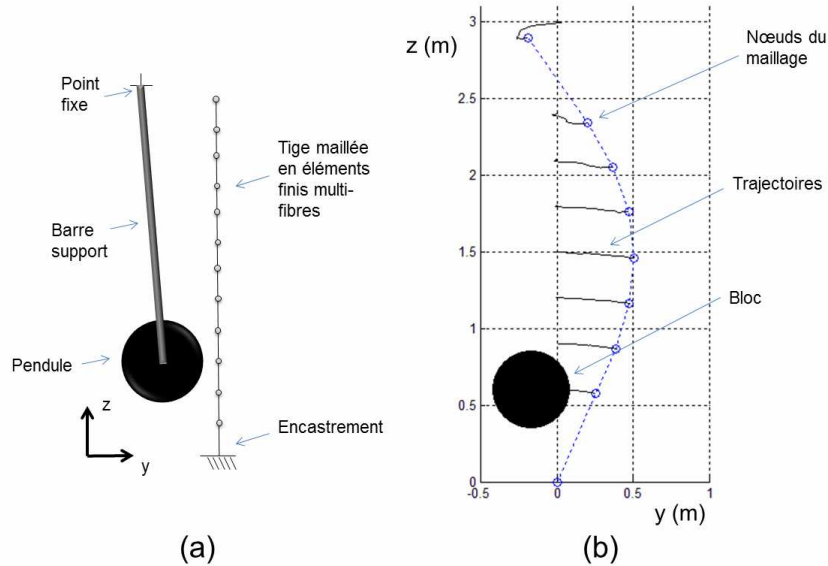 Point
fixe
Barre
support
Pendule
z
y
Tige maillée
en éléments
finis multi-
fibres
Encastrement
(a)
z (m)
3
2.5
2
1.5
1
0.5
0
-0.5
0
0.5
1
y (m)
Nœuds du
maillage
Trajectoires
Bloc
(b)